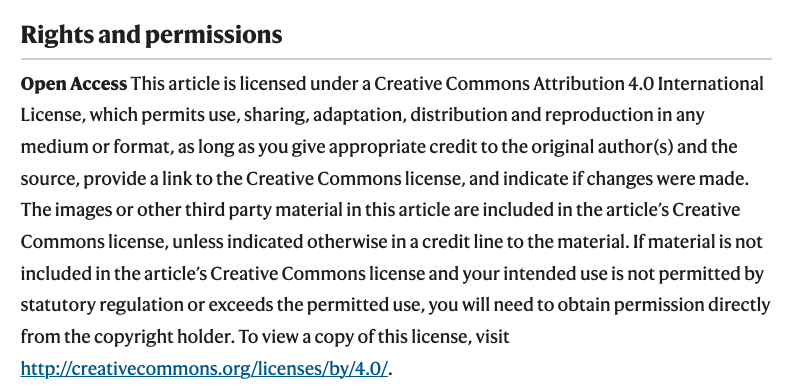 Rights and permissions
Open Access This article is licensed under a Creative Commons Attribution 4.0 International
License, which permits use, sharing, adaptation, distribution and reproduction in any
medium or format, as long as you give appropriate credit to the original author(s) and the
source, provide a link to the Creative Commons license, and indicate if changes were made.
The images or other third party material in this article are included in the article’s Creative
Commons license, unless indicated otherwise in a credit line to the material. If material is not
included in the article’s Creative Commons license and your intended use is not permitted by
statutory regulation or exceeds the permitted use, you will need to obtain permission directly
from the copyright holder. To view a copy of this license, visit
http://creativecommons.org/licenses/by/4.0/.